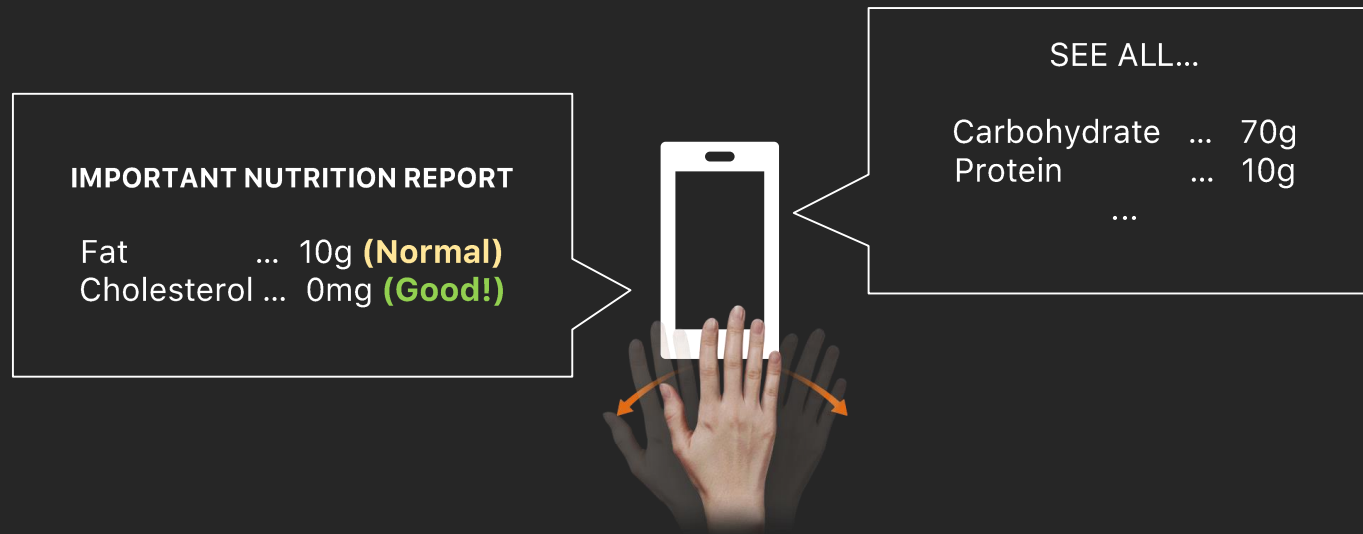 IMPORTANT NUTRITION REPORT
Fat ... 10g (Normal)
Cholesterol ... 0mg (Good!)
SEE ALL...
Carbohydrate ... 70g
Protein ... 10g
...